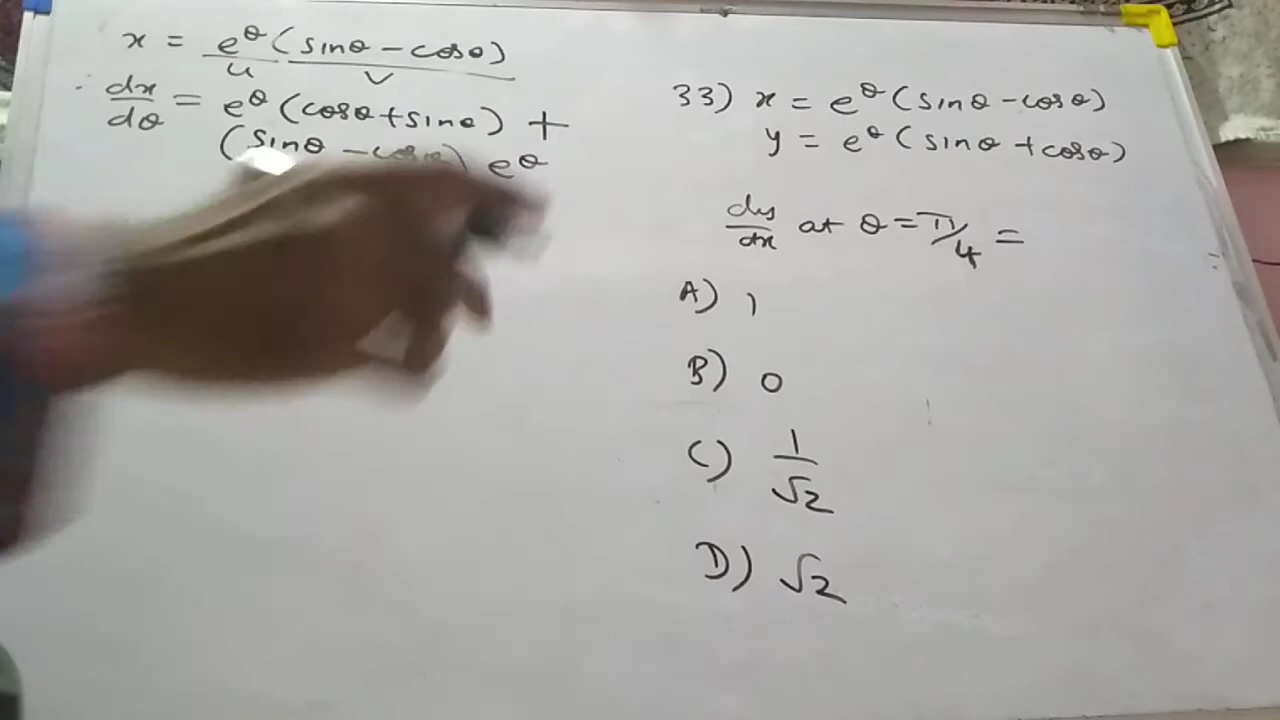 x = e^θ (sinθ - cosθ)
u v
dx/dθ = e^θ (cosθ + sinθ) +
(sinθ - cosθ) e^θ
33) x = e^θ (sinθ - cosθ)
y = e^θ (sinθ + cosθ)
dy/dx at θ = π/4 =
A) 1
B) 0
C) 1/√2
D) √2